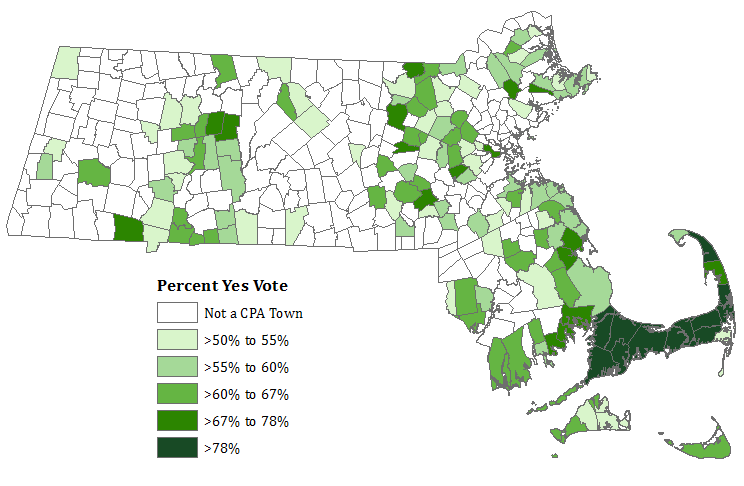 Percent Yes Vote
Not a CPA Town
>50% to 55%
>55% to 60%
>60% to 67%
>67% to 78%
>78%